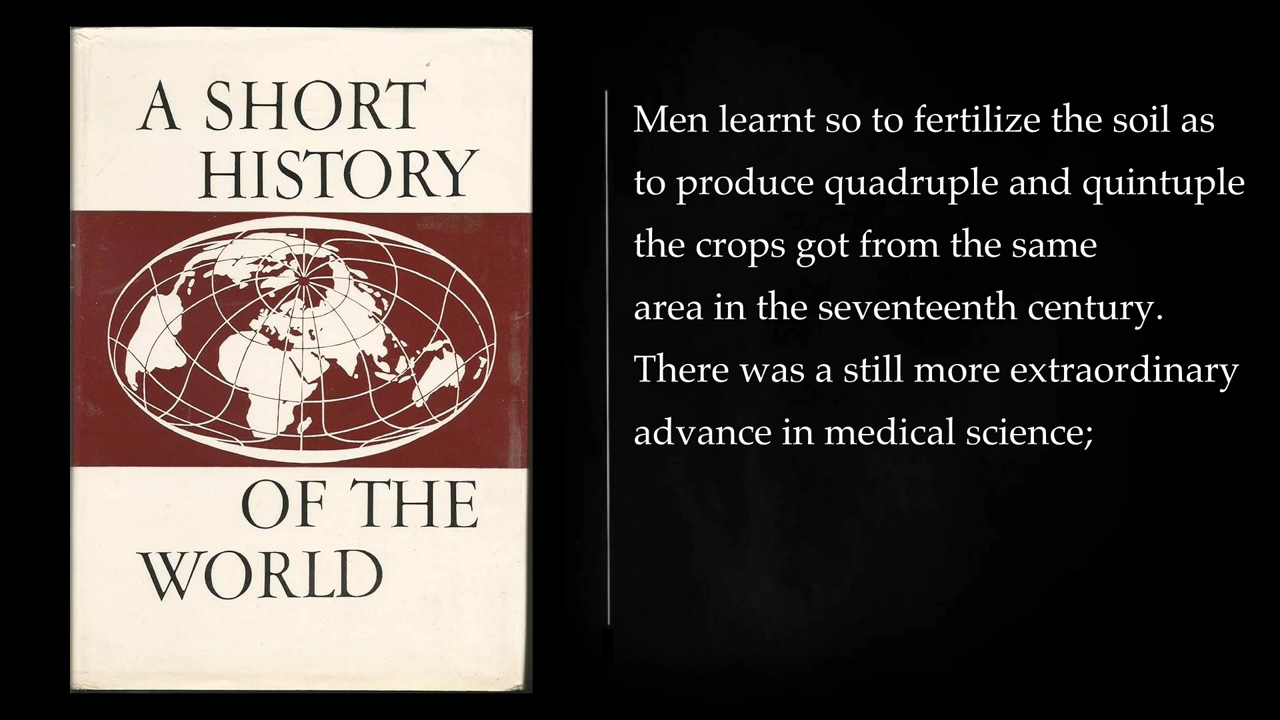 A SHORT
HISTORY
OF THE
WORLD
Men learnt so to fertilize the soil as
to produce quadruple and quintuple
the crops got from the same
area in the seventeenth century.
There was a still more extraordinary
advance in medical science;